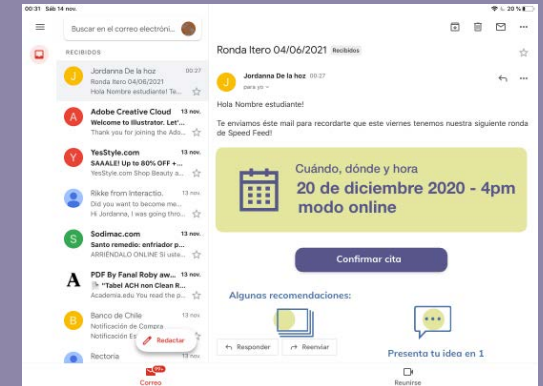 00:31 Sáb 14 nov.
20 %
Buscar en el correo electróni...
RECIBIDOS
Jordanna De la hoz 00:27
Ronda Itero 04/06/2021
Hola Nombre estudiante! Te...
Adobe Creative Cloud 13 nov.
Welcome to Illustrator. Let'...
Thank you for joining the Ado...
YesStyle.com 13 nov.
SAAALE! Up to 80% OFF +...
YesStyle.com Shop Beauty a...
Rikke from Interactio. 13 nov.
Did you want to become me...
Hi Jordanna, I was going thro...
Sodimac.com 13 nov.
Santo remedio: enfriador p...
ARRIÉNDALO ONLINE Si uste...
PDF By Fanal Roby aw... 13 nov.
"Tabel ACH non Clean R...
Academia.edu You read the p...
Banco de Chile 13 nov.
Notificación de Compra
Notificación
Redactar
Rectoría 13 nov.
99+
Correo
Ronda Itero 04/06/2021 Recibidos
Jordanna De la hoz 00:27
para yo
Hola Nombre estudiante!
Te enviamos éste mail para recordarte que este viernes tenemos nuestra siguiente ronda
de Speed Feed!
Cuándo, dónde y hora
20 de diciembre 2020 - 4pm
modo online
Confirmar cita
Algunas recomendaciones:
Responder
Reenviar
Presenta tu idea en 1
Reunirse